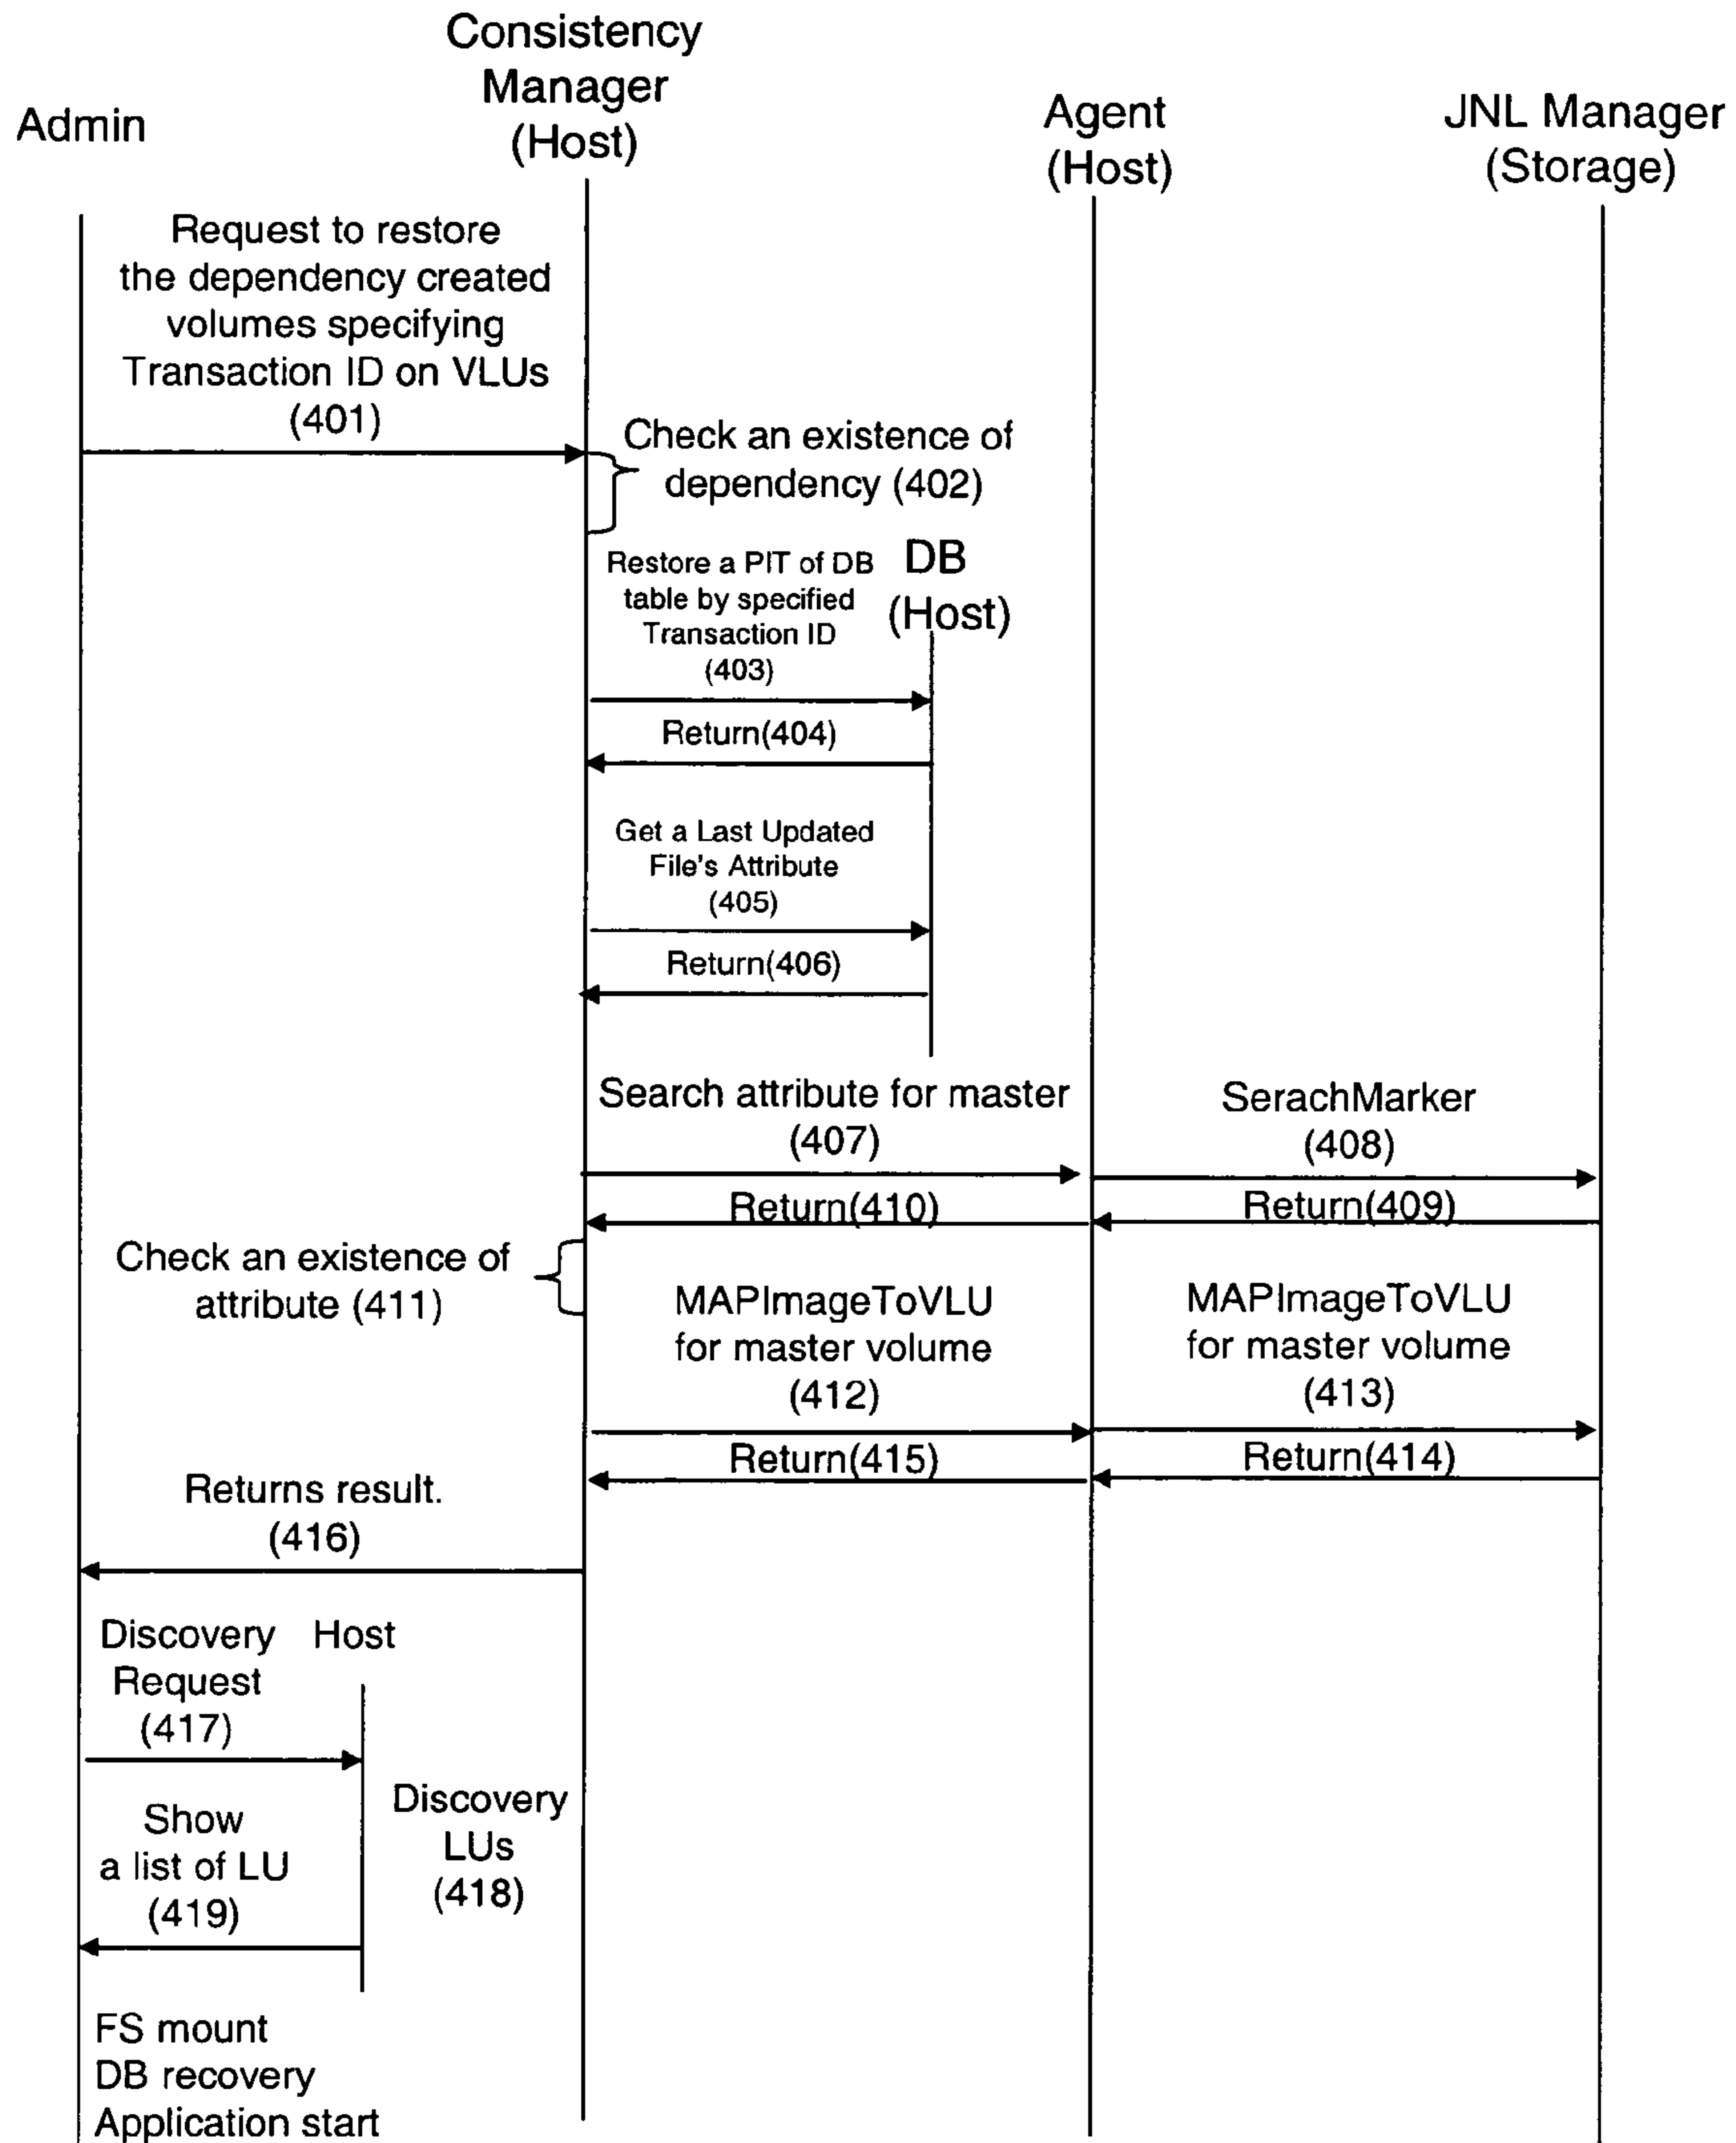 Consistency
Manager
(Host)
Admin
Agent
(Host)
JNL Manager
(Storage)
Request to restore
the dependency created
volumes specifying
Transaction ID on VLUs
(401)
Check an existence of
dependency (402)
Restore a PIT of DB
table by specified
Transaction ID
(403)
DB
(Host)
Return(404)
Get a Last Updated
File's Attribute
(405)
Return(406)
Search attribute for master
(407)
SerachMarker
(408)
Return(410)
Return(409)
Check an existence of
attribute (411)
MAPImageToVLU
for master volume
(412)
MAPImageToVLU
for master volume
(413)
Return(415)
Return(414)
Returns result.
(416)
Discovery
Request
(417)
Host
Discovery
LUs
(418)
Show
a list of LU
(419)
FS mount
DB recovery
Application start